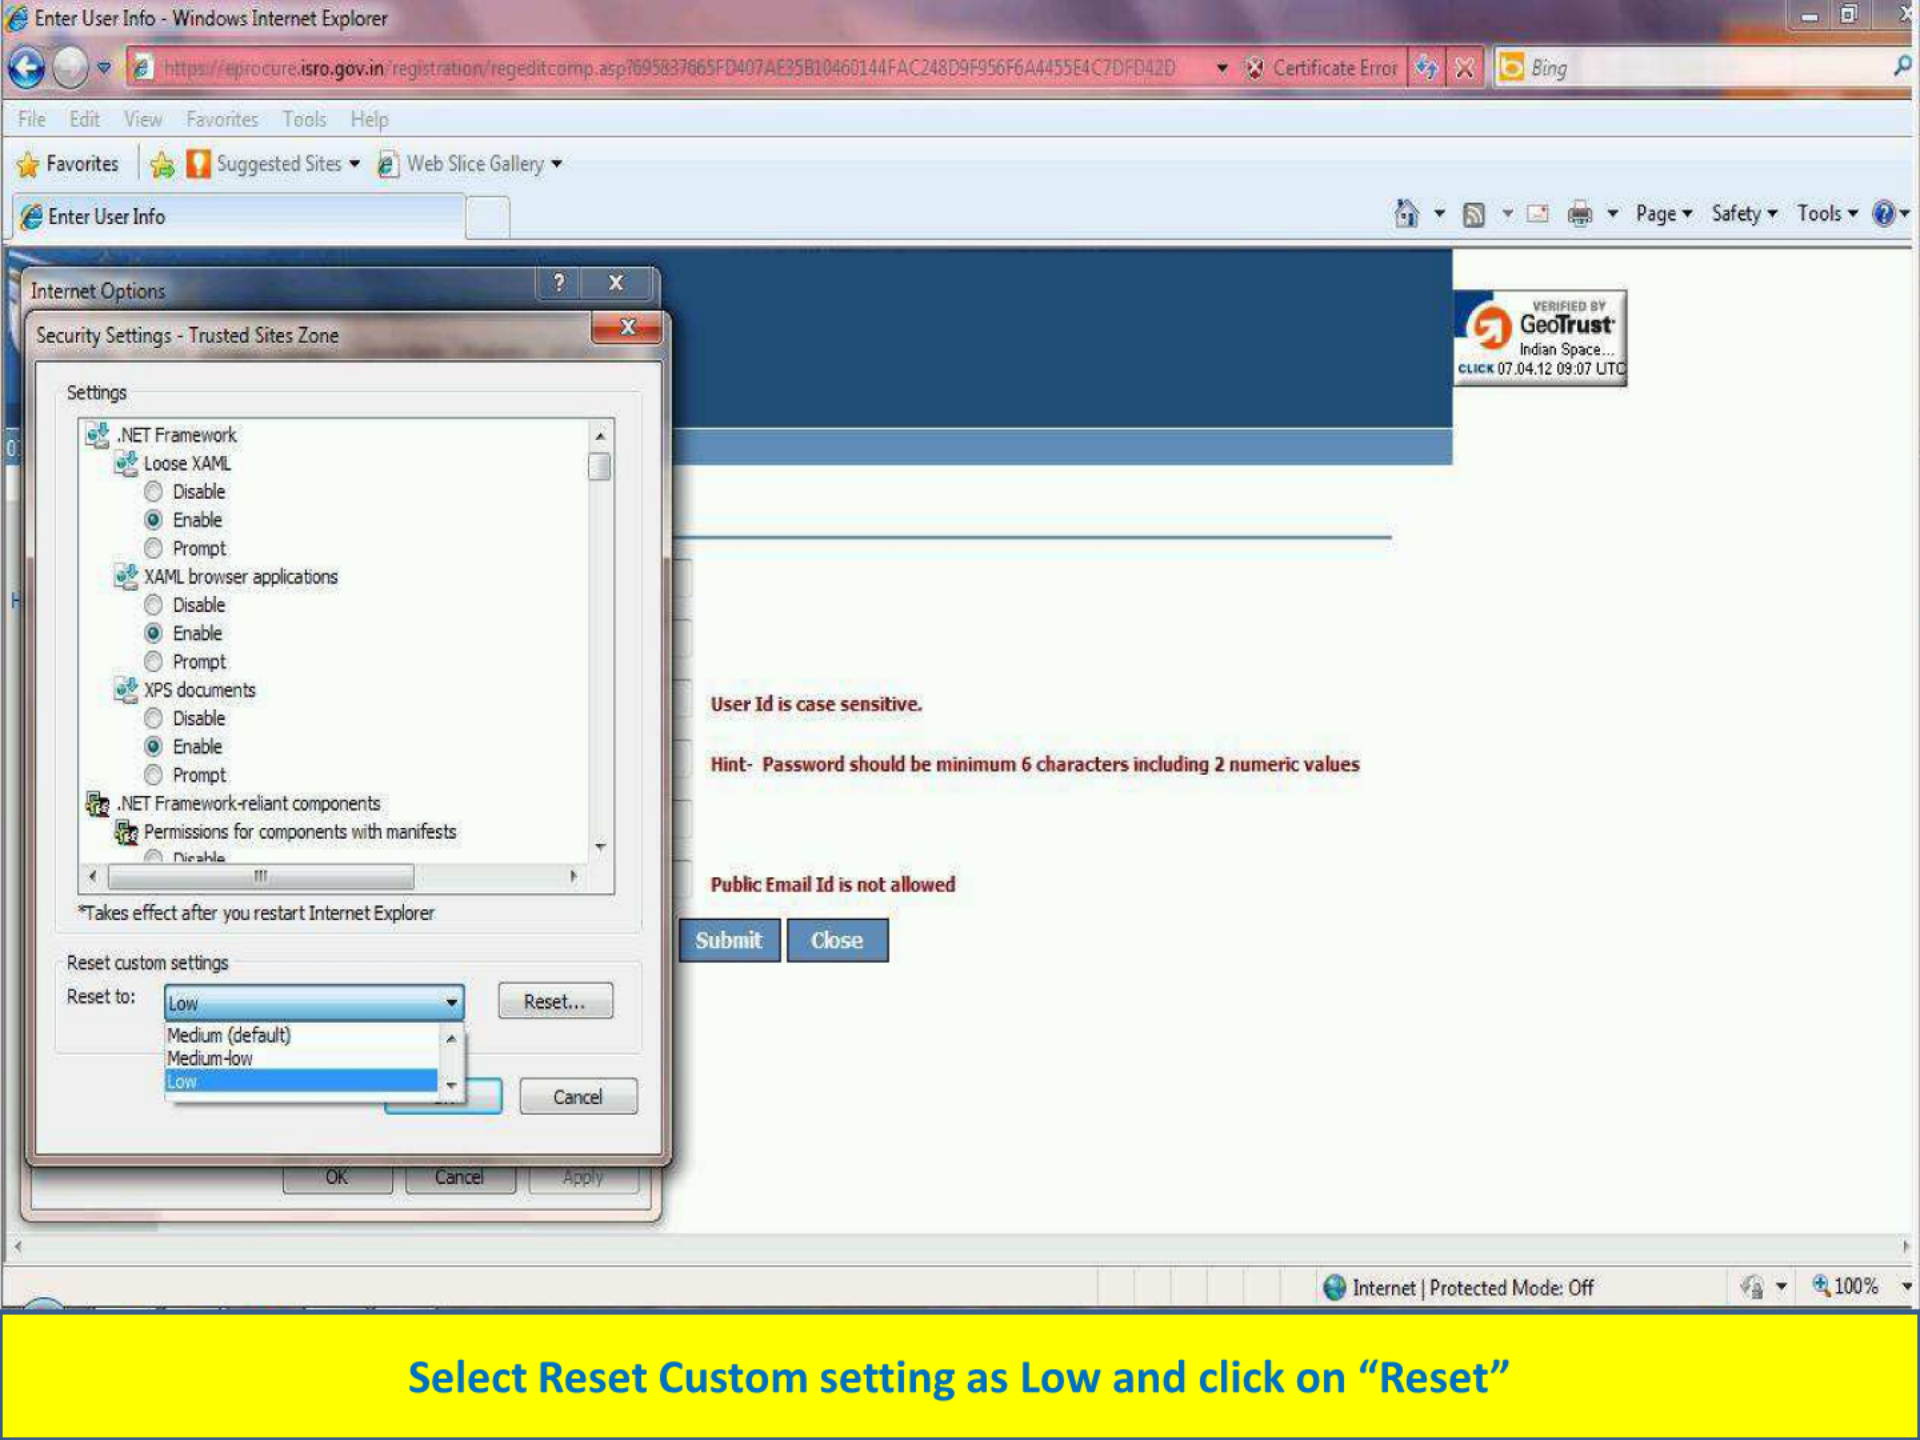 Enter User Info - Windows Internet Explorer
https://eprocure.isro.gov.in/registration/regeditcomp.asp?695837665FD407AE35B10460144FAC248D9F956F6A4455E4C7DFD42D
Certificate Error
Bing
File Edit View Favorites Tools Help
Favorites Suggested Sites Web Slice Gallery
Enter User Info
Page Safety Tools
Internet Options
Security Settings - Trusted Sites Zone
VERIFIED BY
GeoTrust
Indian Space...
CLICK 07.04.12 09:07 UTC
Settings
.NET Framework
Loose XAML
Disable
Enable
Prompt
XAML browser applications
Disable
Enable
Prompt
XPS documents
Disable
Enable
Prompt
.NET Framework-reliant components
Permissions for components with manifests
Disable
*Takes effect after you restart Internet Explorer
User Id is case sensitive.
Hint- Password should be minimum 6 characters including 2 numeric values
Public Email Id is not allowed
Submit Close
Reset custom settings
Reset to: Low Reset...
Medium (default)
Medium-low
Low
Cancel
OK Cancel Apply
Internet | Protected Mode: Off
100%
Select Reset Custom setting as Low and click on “Reset”